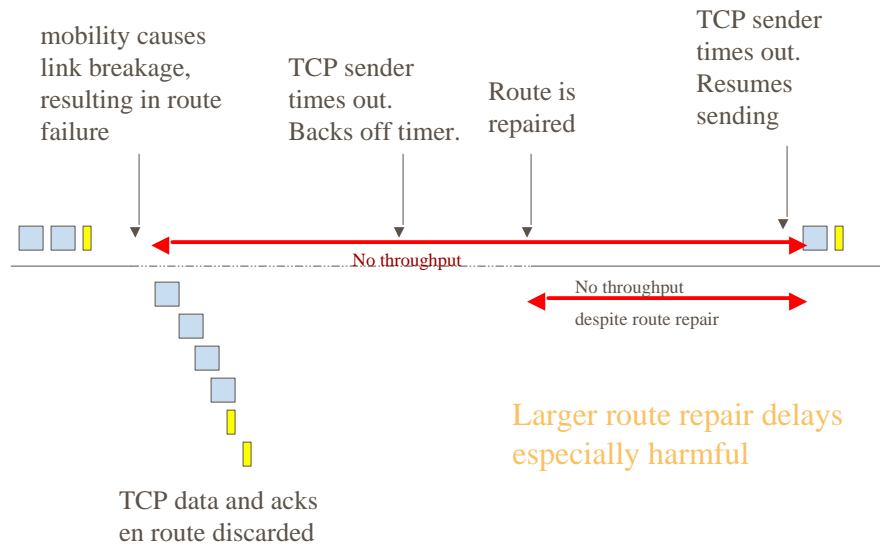 mobility causes
link breakage,
resulting in route
failure
TCP sender
times out.
Backs off timer.
Route is
repaired
TCP sender
times out.
Resumes
sending
No throughput
No throughput
despite route repair
Larger route repair delays
especially harmful
TCP data and acks
en route discarded